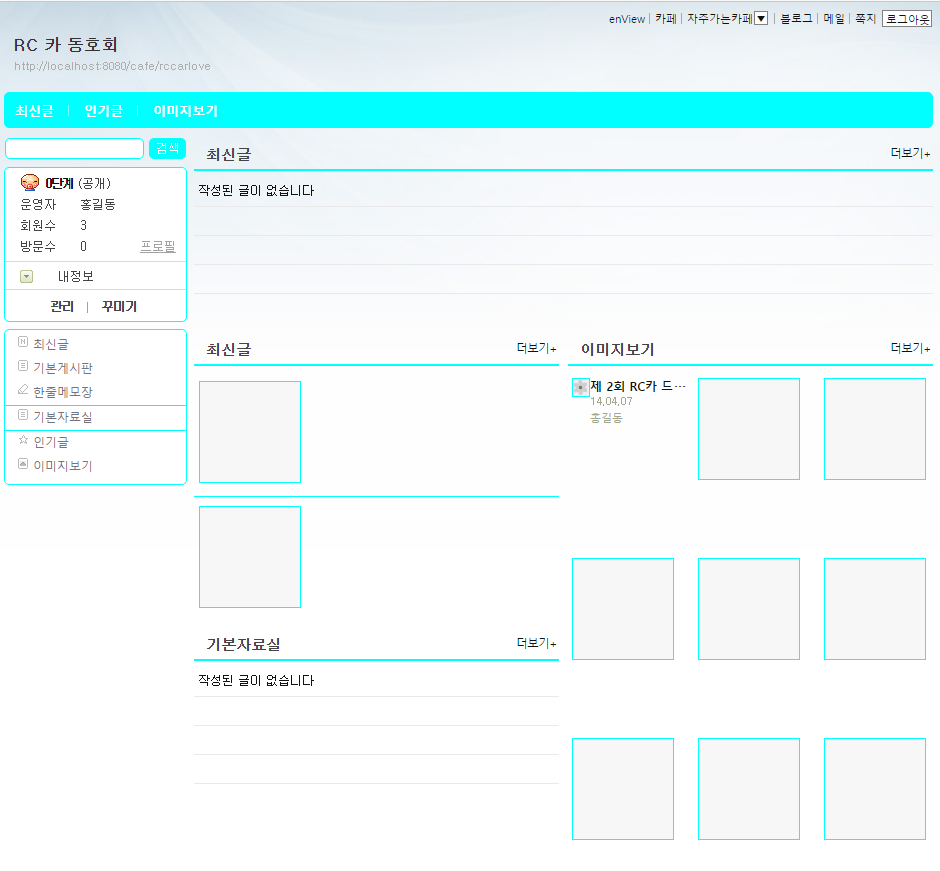 enView | 카페 | 자주가는카페 | 블로그 | 메일 | 쪽지 로그아웃
RC 카 동호회
http://localhost:8080/cafe/rccarlove
최신글 | 인기글 | 이미지보기
검색
0단계 (공개)
운영자 홍길동
회원수 3
방문수 0 프로필
내정보
관리 | 꾸미기
최신글
기본게시판
한줄메모장
기본자료실
인기글
이미지보기
최신글 더보기+
작성된 글이 없습니다
최신글 더보기+
기본자료실 더보기+
작성된 글이 없습니다
이미지보기 더보기+
제 2회 RC카 드…
14,04,07
홍길동